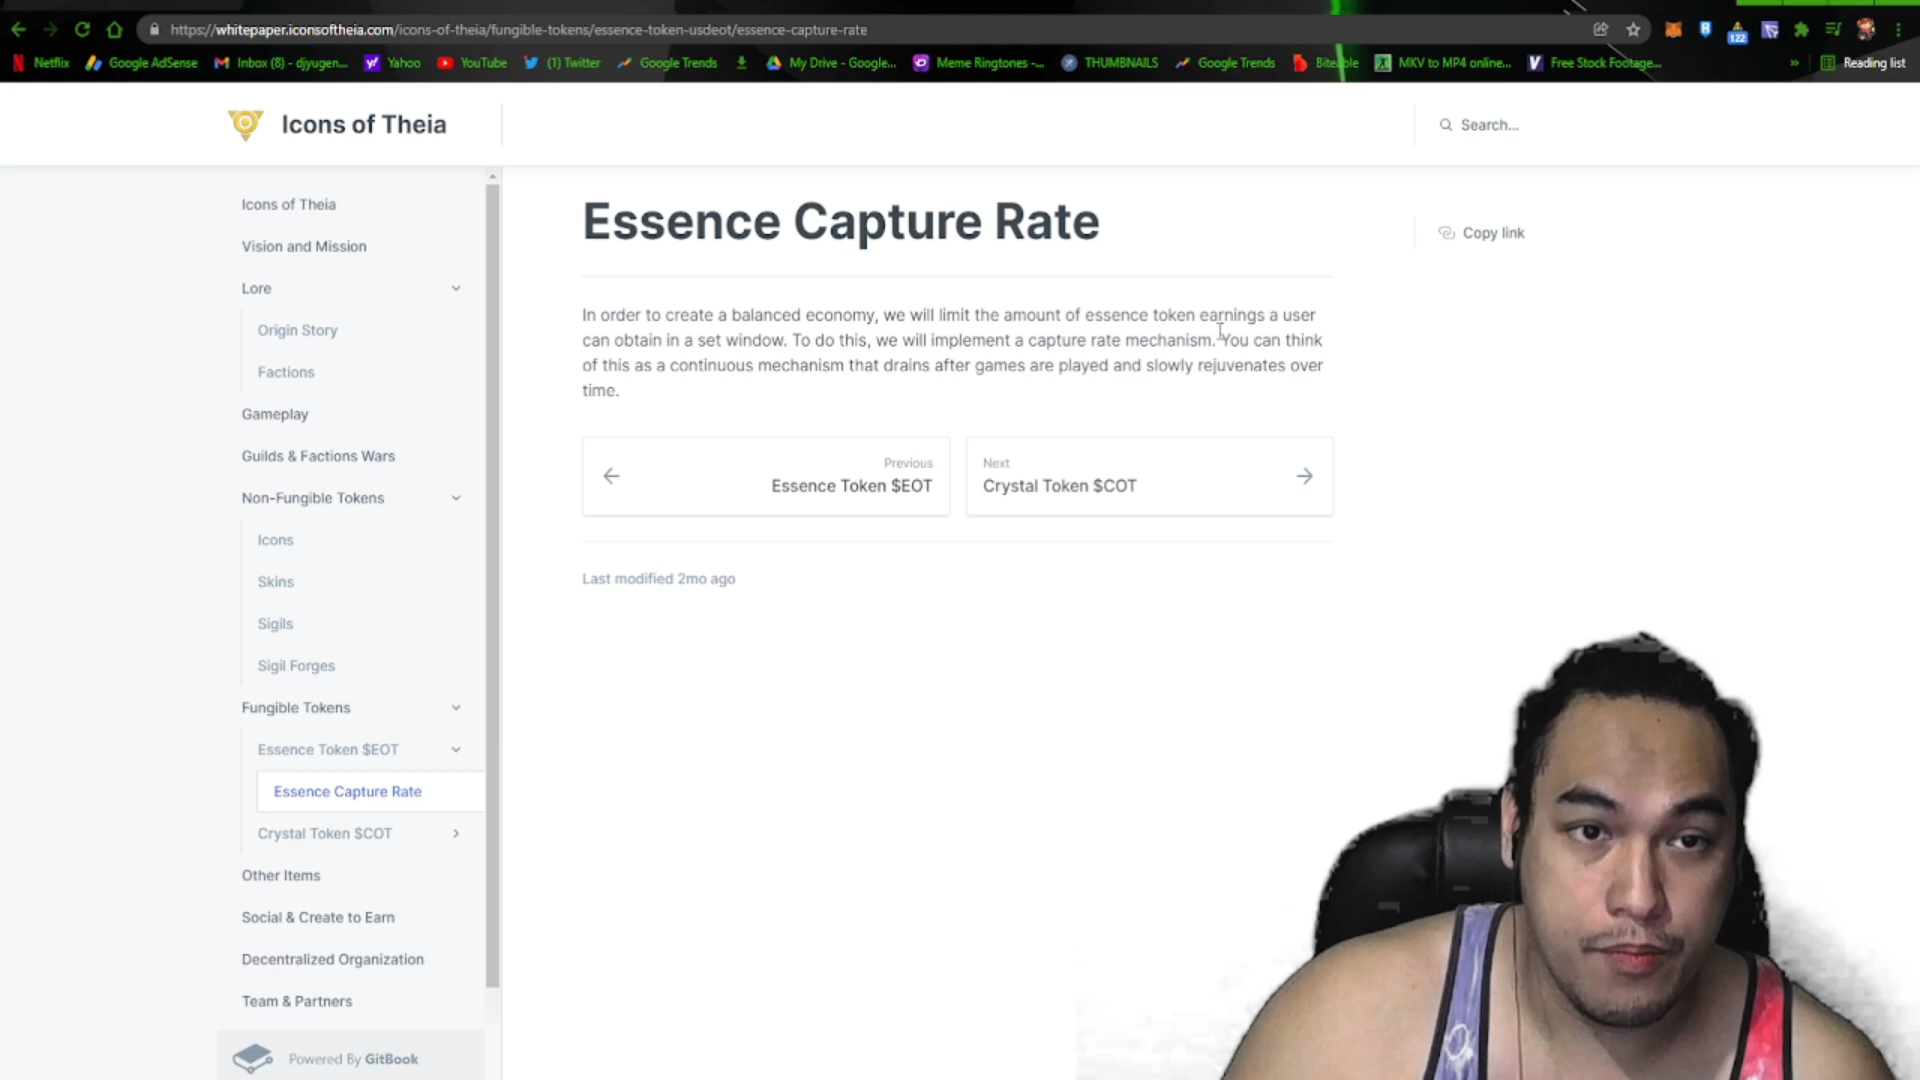 https://whitepaper.iconsoftheia.com/icons-of-theia/fungible-tokens/essence-token-usdeot/essence-capture-rate
122
Netflix
Google AdSense
Inbox (8) - djyugen...
Yahoo
YouTube
(1) Twitter
Google Trends
My Drive - Google...
Meme Ringtones -...
THUMBNAILS
Google Trends
Biteable
MKV to MP4 online...
Free Stock Footage...
»
Reading list
Icons of Theia
Search...
Icons of Theia
Vision and Mission
Lore
Origin Story
Factions
Gameplay
Guilds & Factions Wars
Non-Fungible Tokens
Icons
Skins
Sigils
Sigil Forges
Fungible Tokens
Essence Token $EOT
Essence Capture Rate
Crystal Token $COT
Other Items
Social & Create to Earn
Decentralized Organization
Team & Partners
Powered By GitBook
Essence Capture Rate
Copy link
In order to create a balanced economy, we will limit the amount of essence token earnings a user
can obtain in a set window. To do this, we will implement a capture rate mechanism. You can think
of this as a continuous mechanism that drains after games are played and slowly rejuvenates over
time.
Previous
Essence Token $EOT
Next
Crystal Token $COT
Last modified 2mo ago